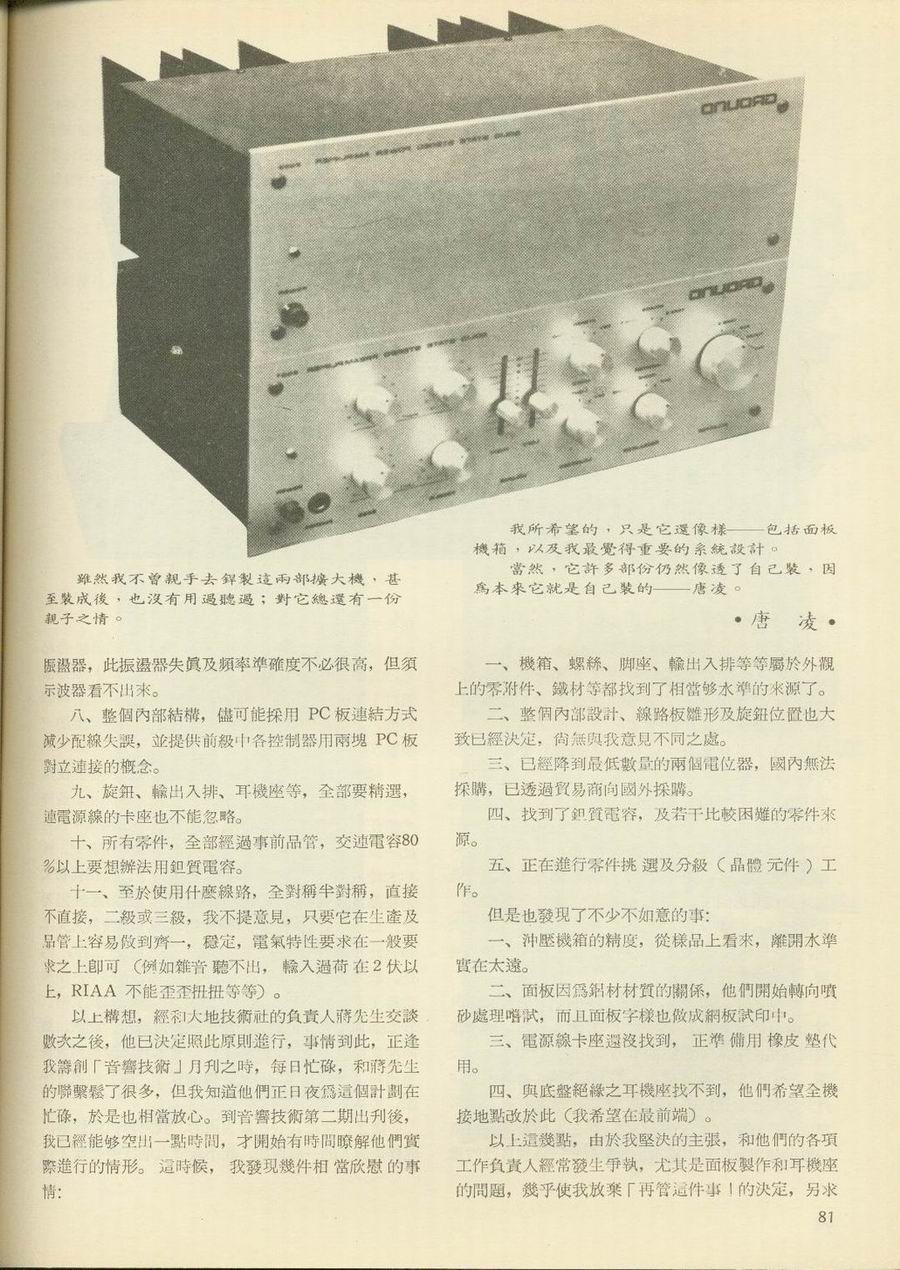 GROUND
GROUND
我所希望的，只是它還像樣——包括面板
機箱，以及我最覺得重要的系統設計。
當然，它許多部份仍然像透了自己裝，因
爲本來它就是自己裝的——唐凌。
雖然我不曾親手去銲製這兩部擴大機，甚
至裝成後，也沒有用過聽過；對它總還有一份
親子之情。
•唐　凌•
振盪器，此振盪器失眞及頻率準確度不必很高，但須
示波器看不出來。
八、整個內部結構，儘可能採用 PC 板連結方式
減少配線失誤，並提供前級中各控制器用兩塊 PC 板
對立連接的概念。
九、旋鈕、輸出入排、耳機座等，全部要精選，
連電源線的卡座也不能忽略。
十、所有零件，全部經過事前品管，交連電容80
％以上要想辦法用鉭質電容。
十一、至於使用什麽線路，全對稱半對稱，直接
不直接，二級或三級，我不提意見，只要它在生產及
品管上容易做到齊一，穩定，電氣特性要求在一般要
求之上卽可（例如雜音聽不出，輸入過荷在2伏以
上，RIAA 不能歪歪扭扭等等）。
以上構想，經和大地技術社的負責人蔣先生交談
數次之後，他已決定照此原則進行，事情到此，正逢
我籌創「音響技術」月刋之時，每日忙碌，和蔣先生
的聯繫鬆了很多，但我知道他們正日夜爲這個計劃在
忙碌，於是也相當放心。到音響技術第二期出刋後，
我已經能够空出一點時間，才開始有時間瞭解他們實
際進行的情形。這時候，我發現幾件相當欣慰的事
情：
一、機箱、螺絲、脚座、輸出入排等等屬於外觀
上的零附件、鐵材等都找到了相當够水準的來源了。
二、整個內部設計、線路板雛形及旋鈕位置也大
致已經決定，尙無與我意見不同之處。
三、已經降到最低數量的兩個電位器，國內無法
採購，已透過貿易商向國外採購。
四、找到了鉭質電容，及若干比較困難的零件來
源。
五、正在進行零件挑選及分級（晶體元件）工
作。
但是也發現了不少不如意的事：
一、沖壓機箱的精度，從樣品上看來，離開水準
實在太遠。
二、面板因爲鋁材材質的關係，他們開始轉向噴
砂處理嚐試，而且面板字樣也做成網板試印中。
三、電源線卡座還沒找到，正準備用橡皮墊代
用。
四、與底盤絕緣之耳機座找不到，他們希望全機
接地點改於此（我希望在最前端）。
以上這幾點，由於我堅決的主張，和他們的各項
工作負責人經常發生爭執，尤其是面板製作和耳機座
的問題，幾乎使我放棄「再管這件事」的決定，另求
81